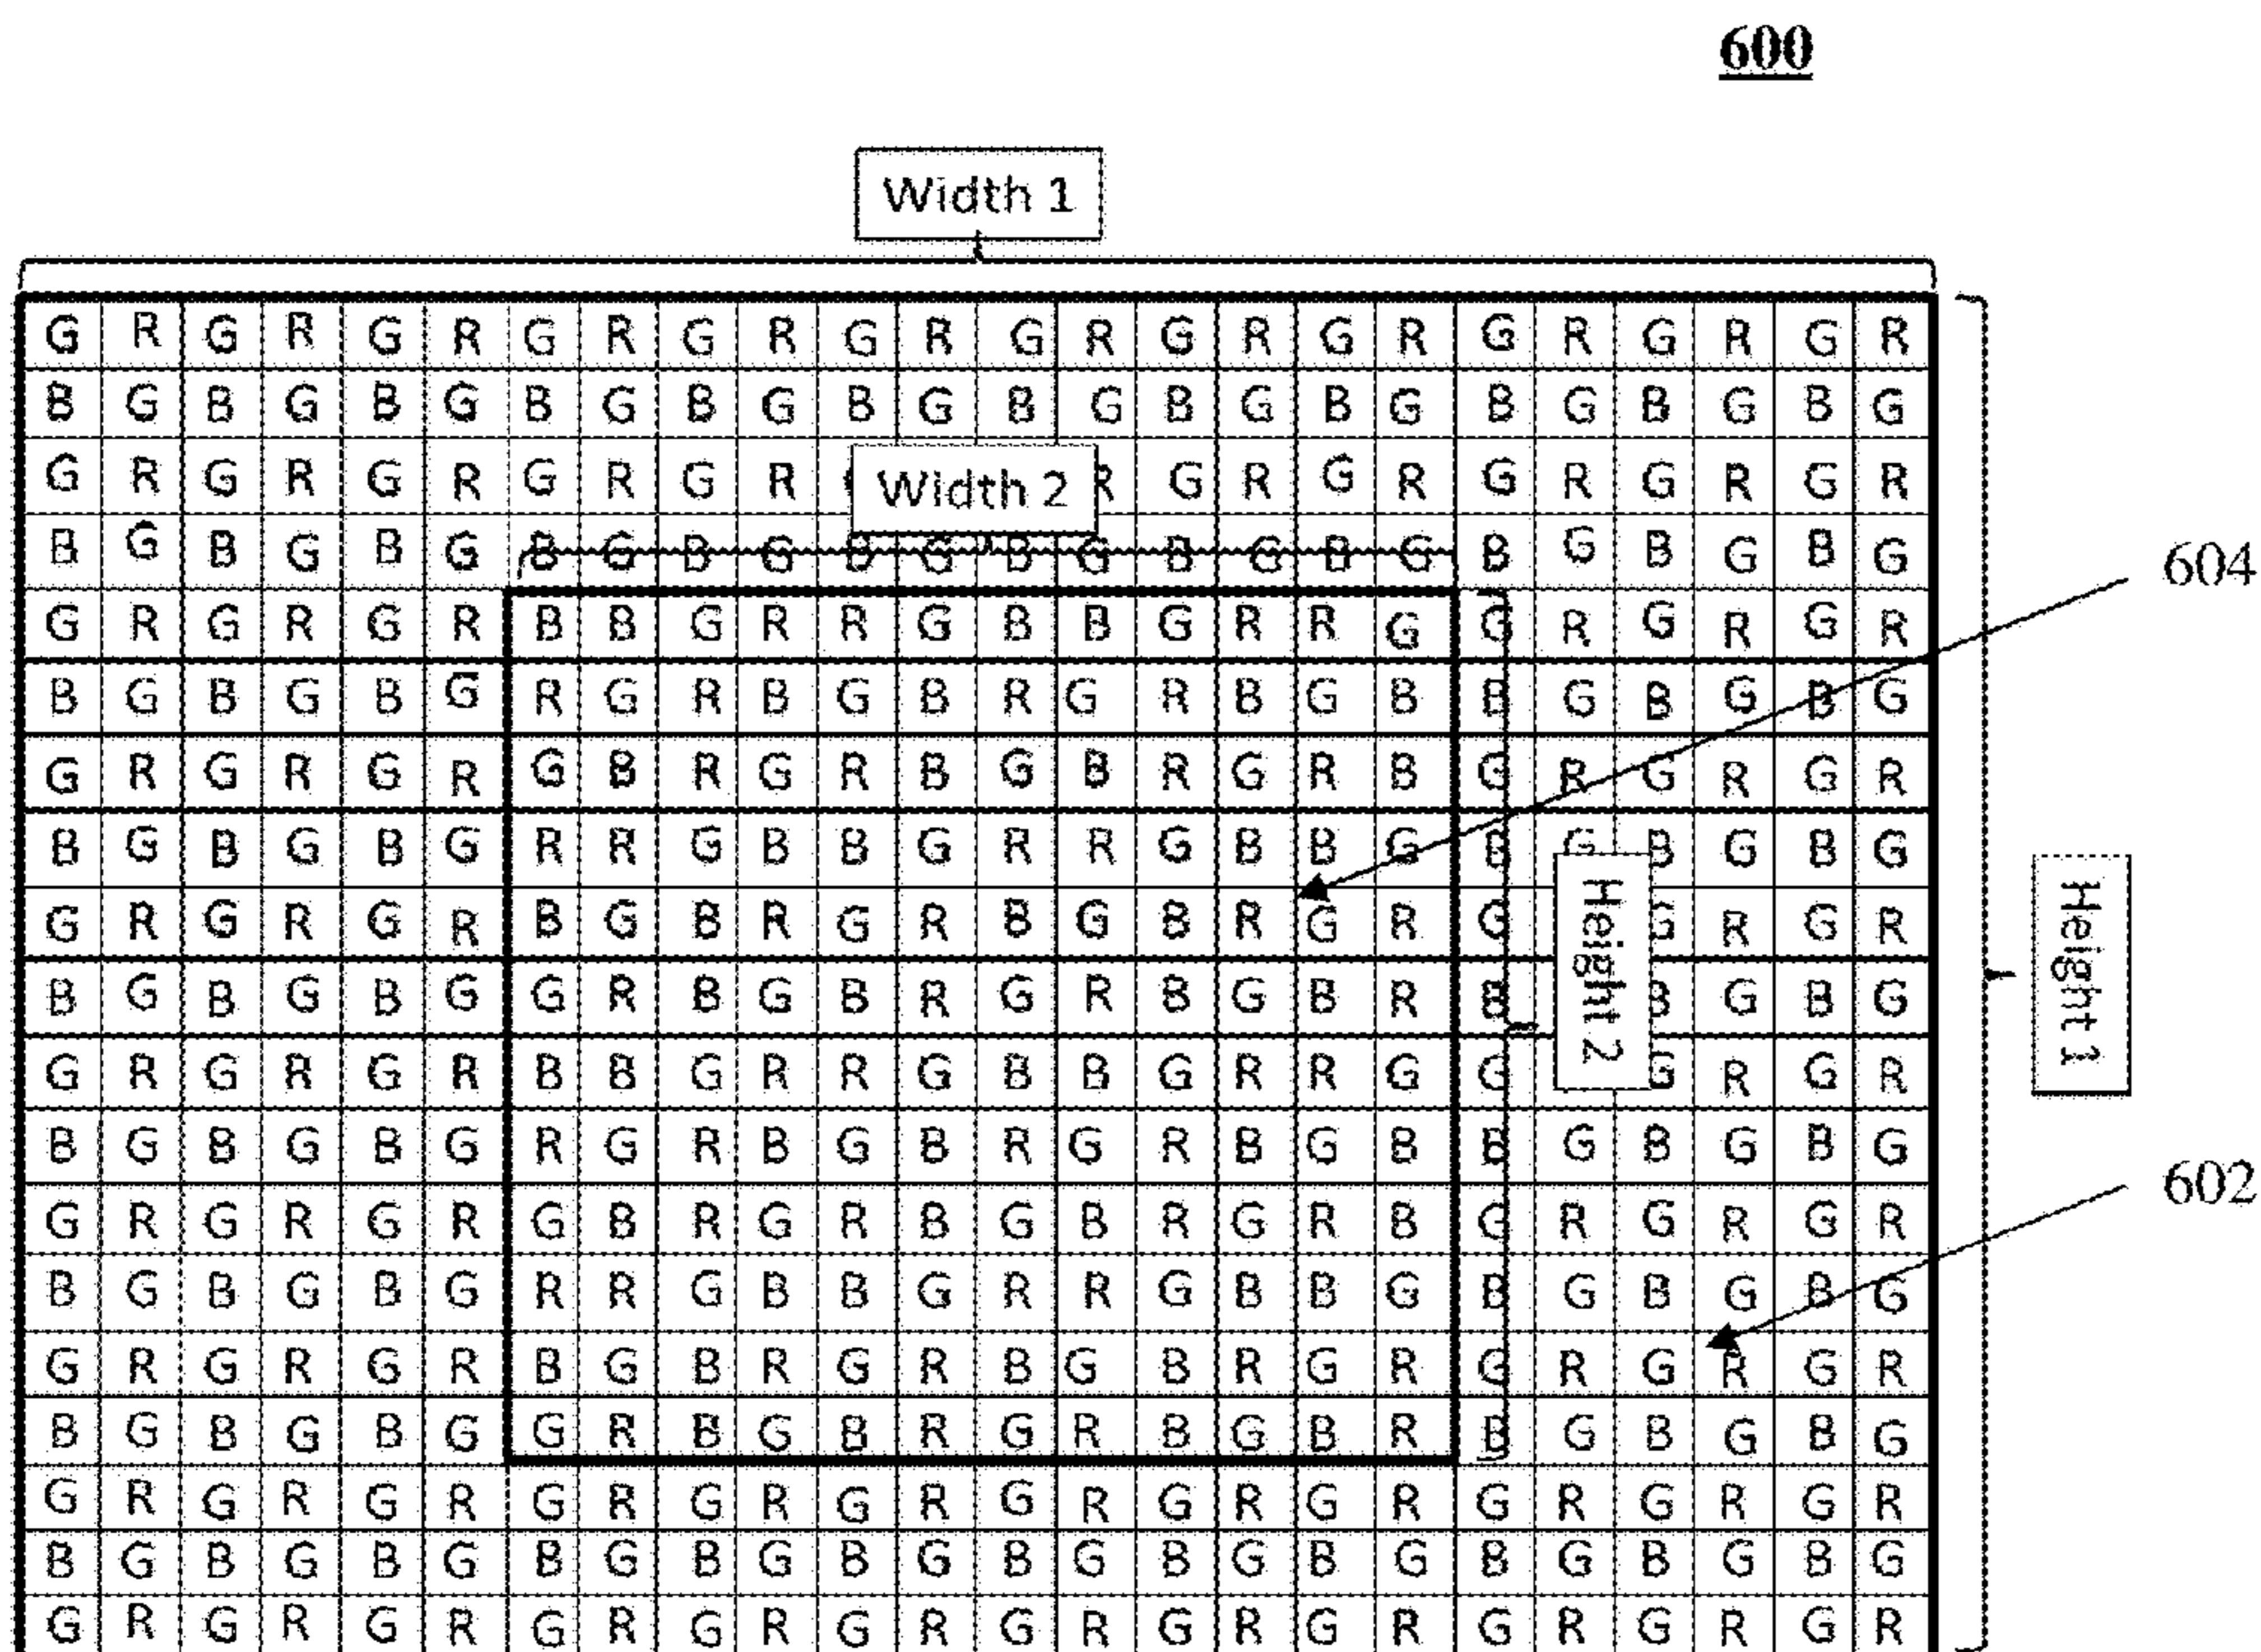 600
Width 1
G R G R G R G R G R G R G R G R G R G R G R G R
B G B G B G B G B G B G B G B G B G B G B G B G
G R G R G R G R G R Width 2 R G R G R G R G R G R
B G B G B G B G B G B G B G B G B G B G B G B G
604
G R G R G R B B G R R G B B G R R G G R G R G R
B G B G B G R G R B G B R G R B G B B G B G B G
G R G R G R G B R G R B G B R G R B G R G R G R
B G B G B G R R G B B G R R G B B G B G B G B G
G R G R G R B G B R G R B G B R G R G G R G R
B G B G B G G R B G B R G R B G B R B B G B G
Height 2
Height 1
G R G R G R B B G R R G B B G R R G G G R G R
B G B G B G R G R B G B R G R B G B B G B G B G
602
G R G R G R G B R G R B G B R G R B G R G R G R
B G B G B G R R G B B G R R G B B G B G B G B G
G R G R G R B G B R G R B G B R G R G R G R G R
B G B G B G G R B G B R G R B G B R B G B G B G
G R G R G R G R G R G R G R G R G R G R G R G R
B G B G B G B G B G B G B G B G B G B G B G B G
G R G R G R G R G R G R G R G R G R G R G R G R